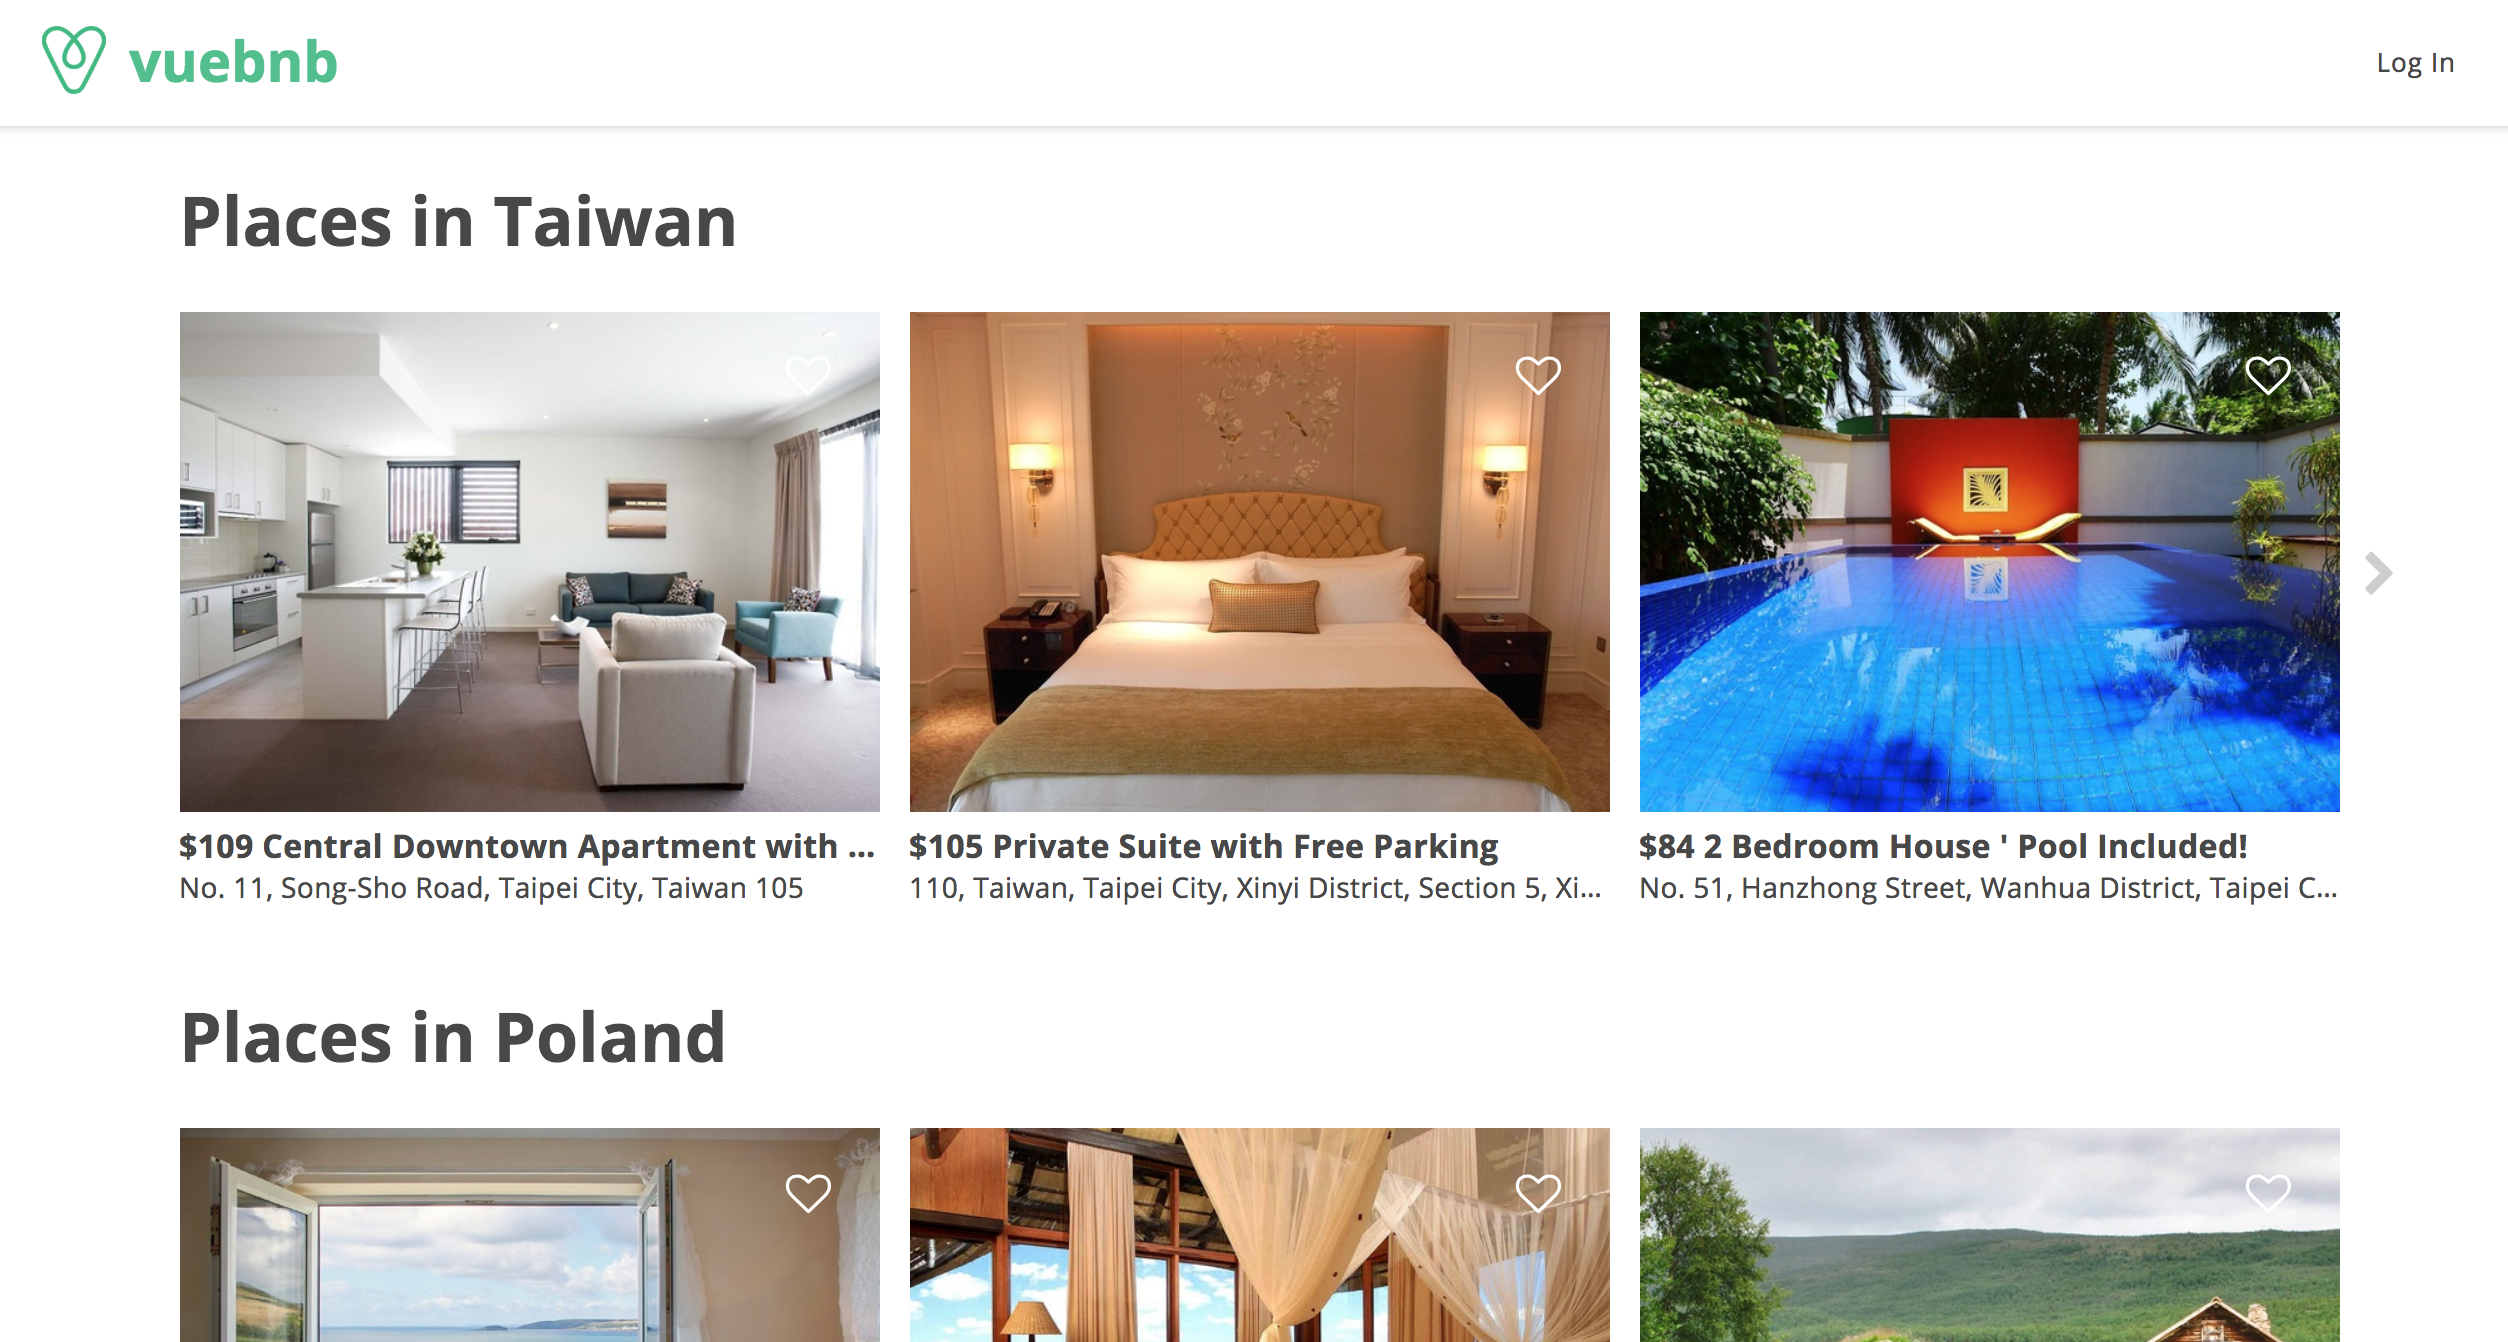 vuebnb
Log In
Places in Taiwan
$109 Central Downtown Apartment with ...
No. 11, Song-Sho Road, Taipei City, Taiwan 105
$105 Private Suite with Free Parking
110, Taiwan, Taipei City, Xinyi District, Section 5, Xi...
$84 2 Bedroom House ' Pool Included!
No. 51, Hanzhong Street, Wanhua District, Taipei C...
Places in Poland